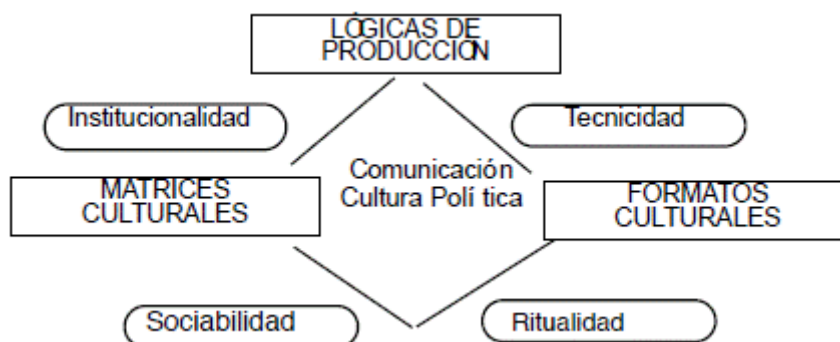 LÓGICAS DE
PRODUCCIÓN
Institucionalidad
Tecnicidad
Comunicación
Cultura Polí tica
MATRICES
CULTURALES
FORMATOS
CULTURALES
Sociabilidad
Ritualidad